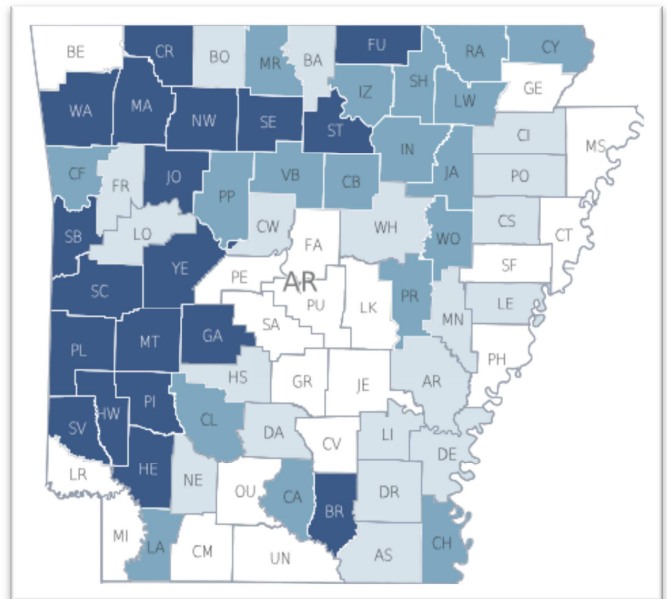 BE
CR
BO
MR
BA
FU
RA
CY
IZ
SH
LW
GE
WA
MA
NW
SE
ST
CI
MS
IN
CF
FR
JO
PP
VB
CB
JA
PO
SB
LO
CW
FA
WH
WO
CS
CT
YE
PE
AR
SF
SC
PU
LK
PR
MN
LE
SA
PL
MT
GA
PH
HS
GR
JE
AR
HW
PI
CL
SV
DA
CV
LI
DE
LR
HE
NE
OU
CA
BR
DR
MI
LA
CM
UN
AS
CH